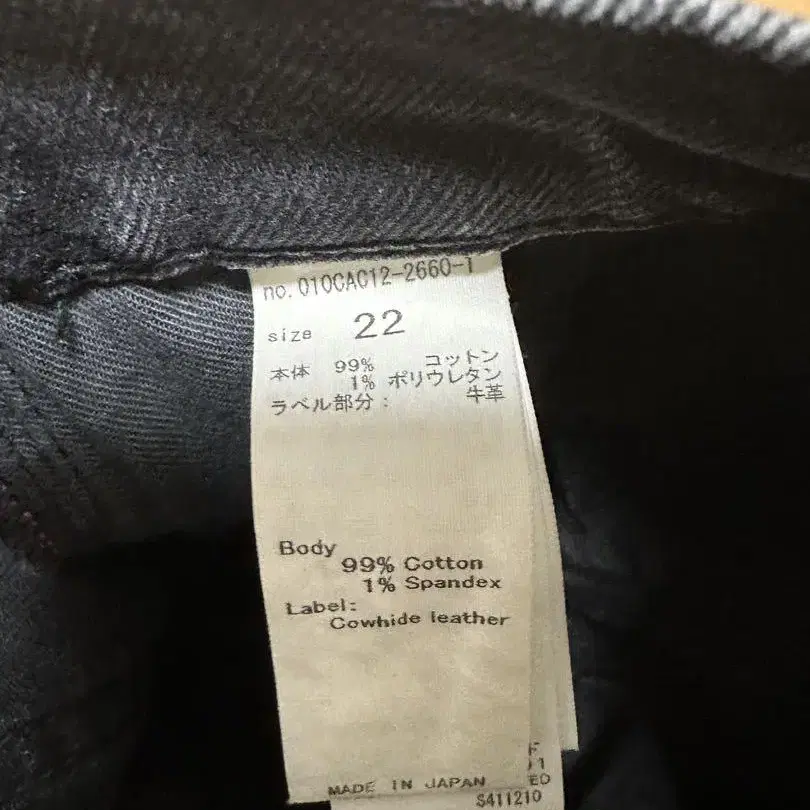 no.010CAC12-2660-1
size 22
本体 99% コットン
1% ポリウレタン
ラベル部分: 牛革
Body
99% Cotton
1% Spandex
Label:
Cowhide leather
MADE IN JAPAN
S411210